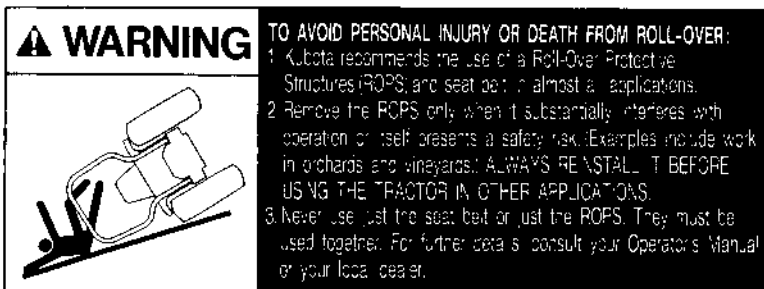 WARNING
TO AVOID PERSONAL INJURY OR DEATH FROM ROLL-OVER:
1 Kubota recommends the use of a Roll-Over Protective
Structures (ROPS) and seat belt in almost all applications.
2 Remove the ROPS only when it substantially interferes with
operation or itself presents a safety risk. (Examples include work
in orchards and vineyards.) ALWAYS REINSTALL IT BEFORE
USING THE TRACTOR IN OTHER APPLICATIONS.
3. Never use just the seat belt or just the ROPS. They must be
used together. For further details, consult your Operator's Manual
or your local dealer.